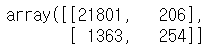 array([[21801,   206],
       [ 1363,   254]]